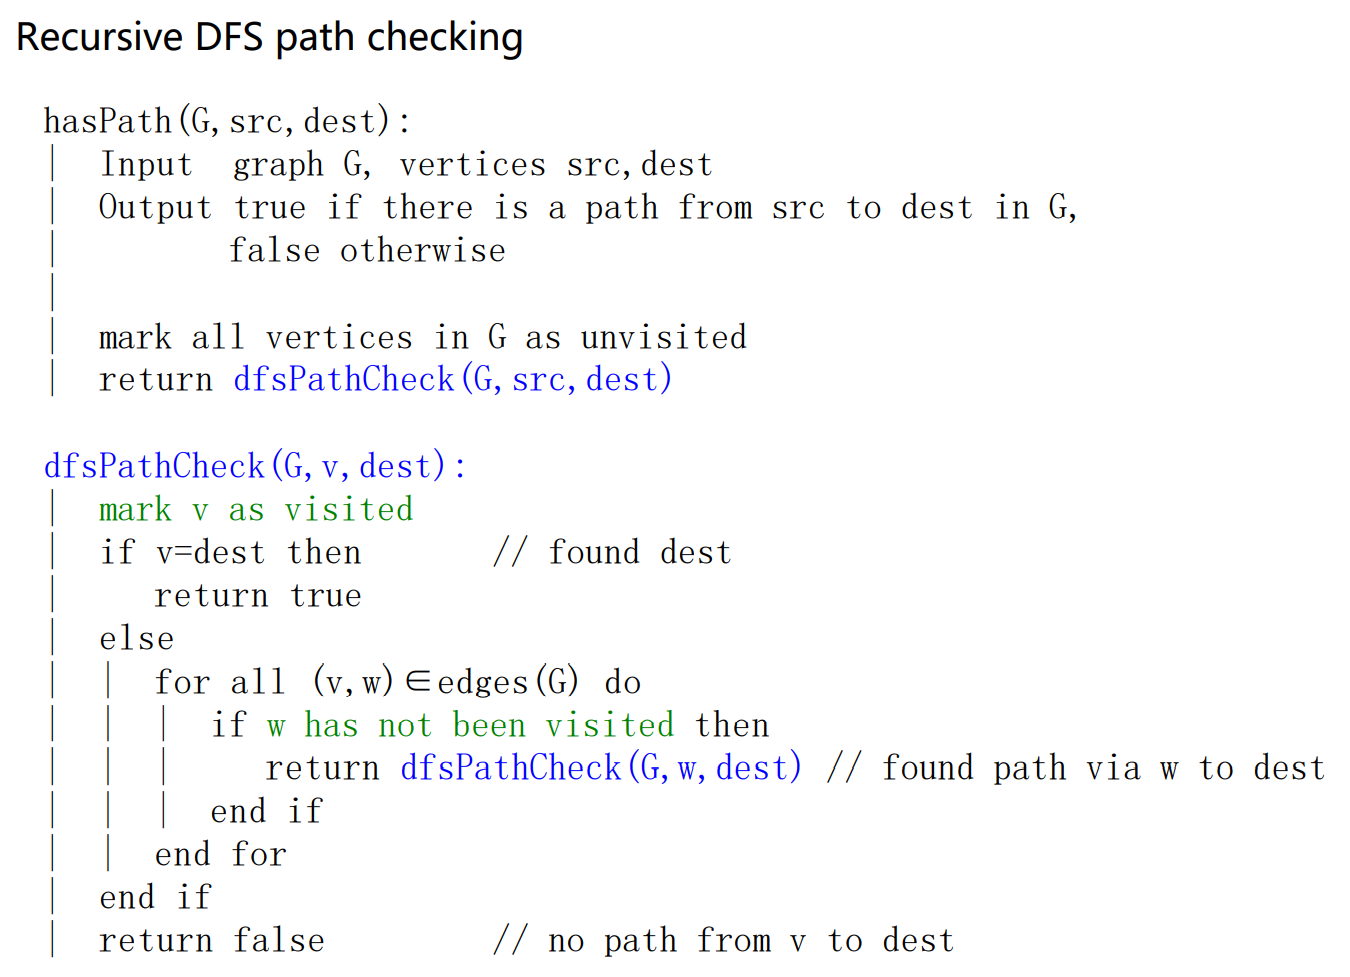 Recursive DFS path checking
hasPath(G,src,dest):
Input  graph G, vertices src,dest
Output true if there is a path from src to dest in G,
false otherwise
mark all vertices in G as unvisited
return dfsPathCheck(G,src,dest)
dfsPathCheck(G,v,dest):
mark v as visited
if v=dest then // found dest
return true
else
for all (v,w)∈edges(G) do
if w has not been visited then
return dfsPathCheck(G,w,dest) // found path via w to dest
end if
end for
end if
return false // no path from v to dest